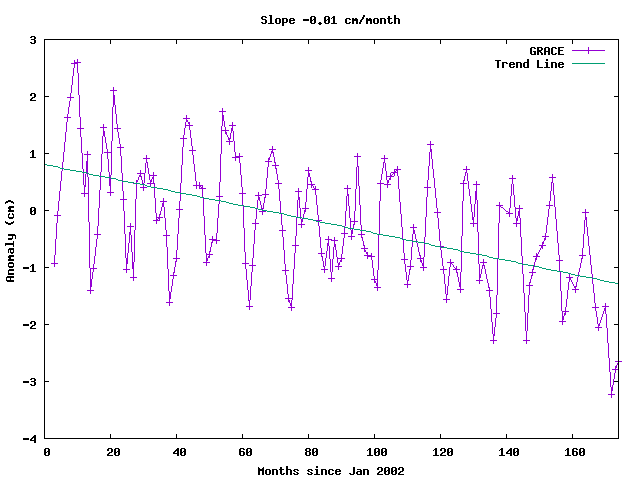 Slope -0.01 cm/month
GRACE
Trend Line
3
2
1
0
-1
-2
-3
-4
Anomaly (cm)
0 20 40 60 80 100 120 140 160
Months since Jan 2002